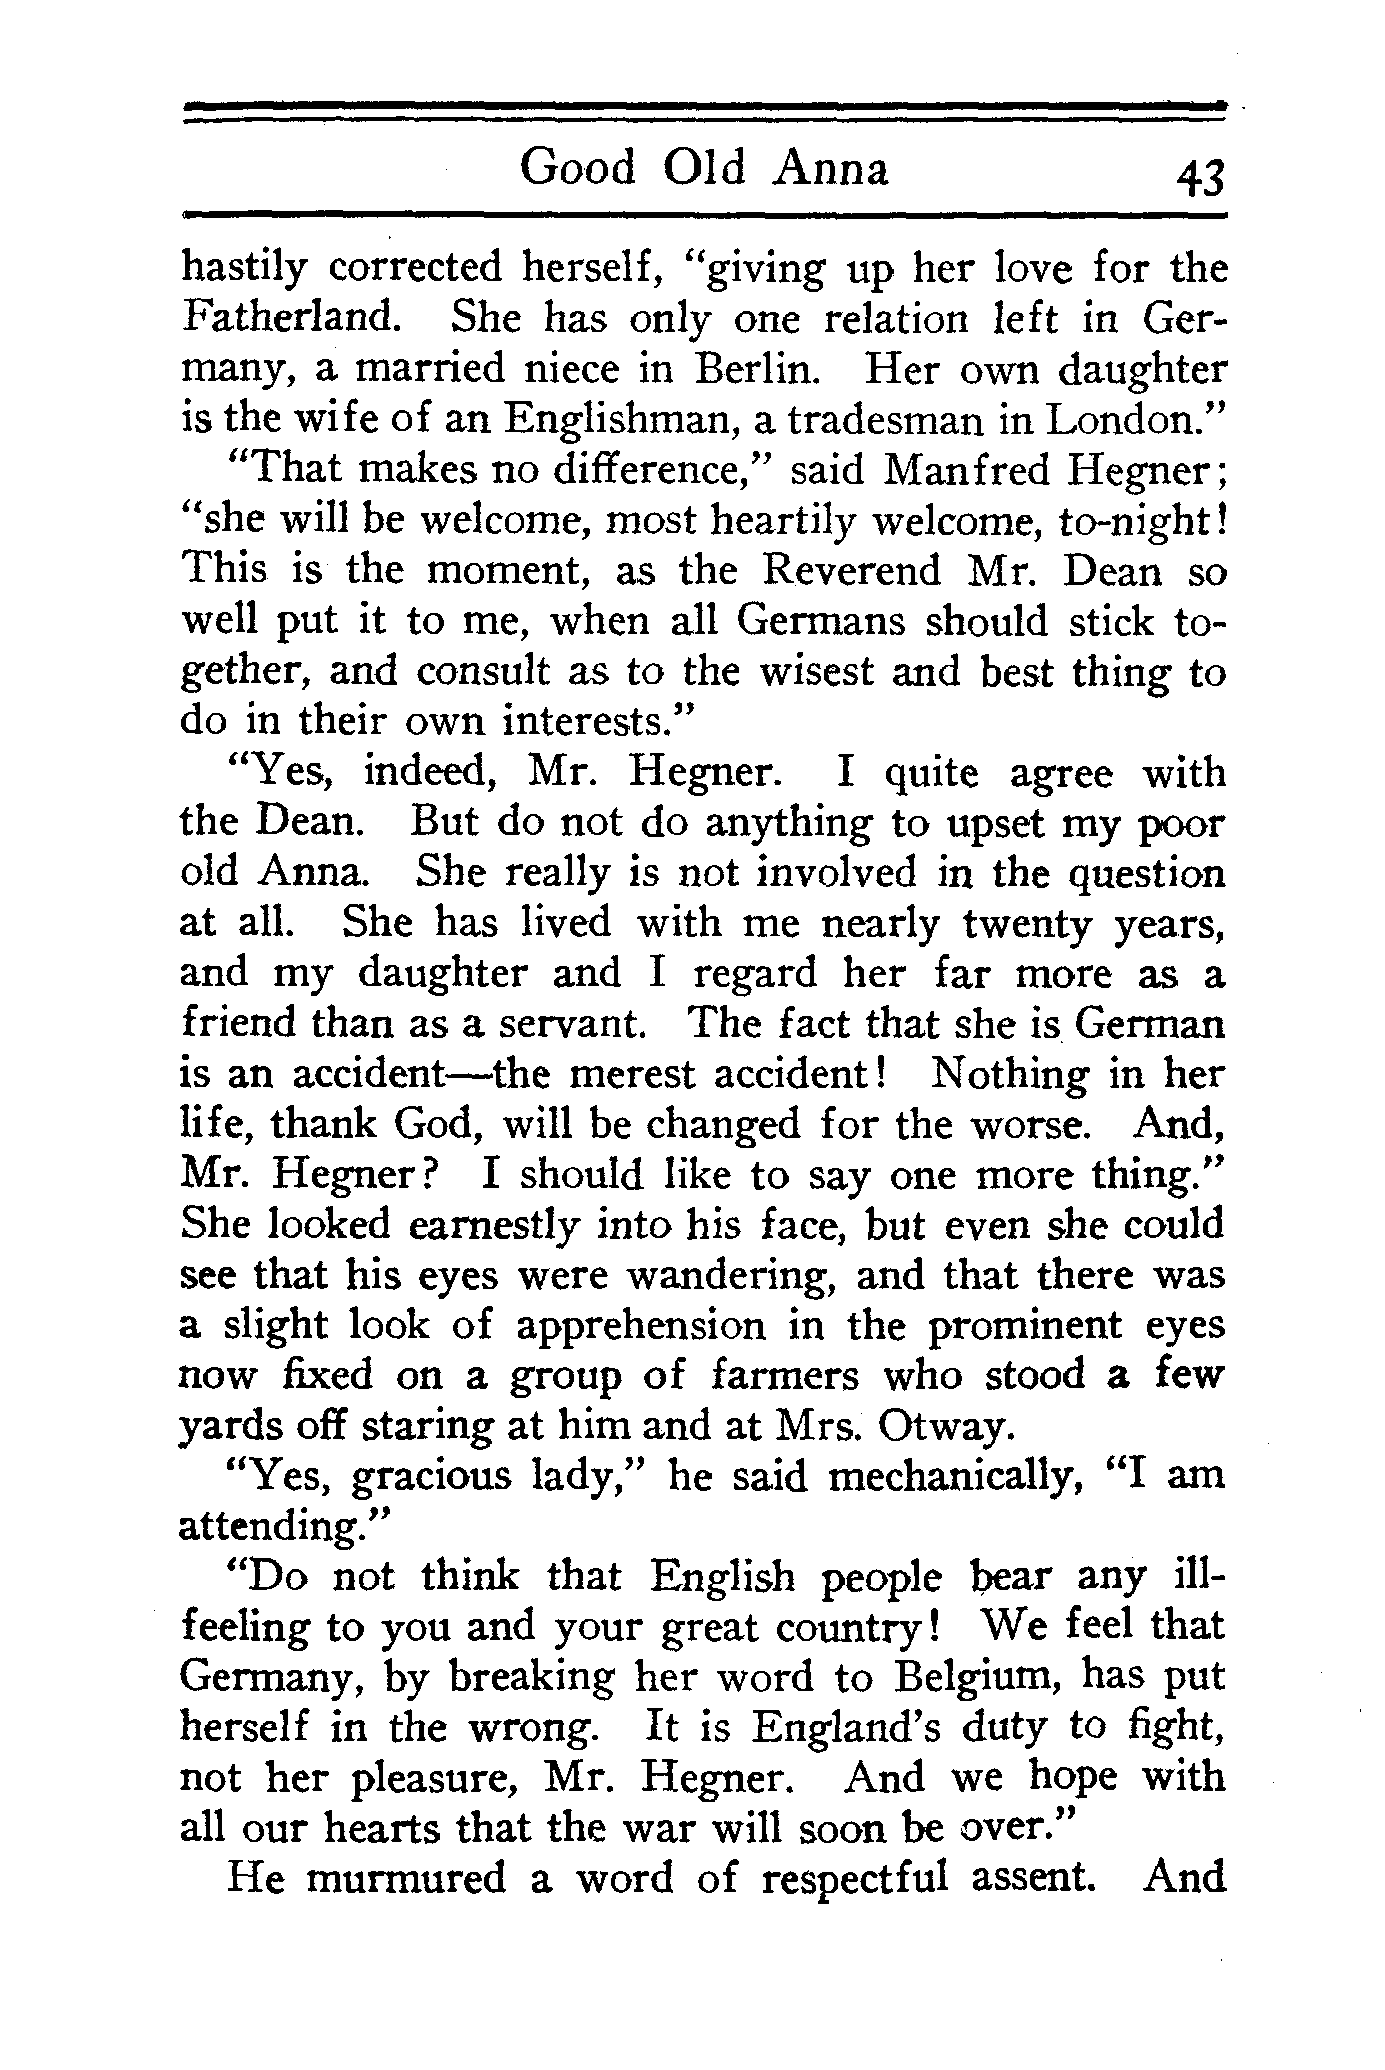 Good Old Anna 43
hastily corrected herself, “giving up her love for the
Fatherland. She has only one relation left in Ger-
many, a married niece in Berlin. Her own daughter
is the wife of an Englishman, a tradesman in London.”
“That makes no difference,” said Manfred Hegner;
“she will be welcome, most heartily welcome, to-night!
This is the moment, as the Reverend Mr. Dean so
well put it to me, when all Germans should stick to-
gether, and consult as to the wisest and best thing to
do in their own interests.”
“Yes, indeed, Mr. Hegner. I quite agree with
the Dean. But do not do anything to upset my poor
old Anna. She really is not involved in the question
at all. She has lived with me nearly twenty years,
and my daughter and I regard her far more as a
friend than as a servant. The fact that she is German
is an accident—the merest accident! Nothing in her
life, thank God, will be changed for the worse. And,
Mr. Hegner? I should like to say one more thing.”
She looked earnestly into his face, but even she could
see that his eyes were wandering, and that there was
a slight look of apprehension in the prominent eyes
now fixed on a group of farmers who stood a few
yards off staring at him and at Mrs. Otway.
“Yes, gracious lady,” he said mechanically, “I am
attending.”
“Do not think that English people bear any ill-
feeling to you and your great country! We feel that
Germany, by breaking her word to Belgium, has put
herself in the wrong. It is England’s duty to fight,
not her pleasure, Mr. Hegner. And we hope with
all our hearts that the war will soon be over.”
He murmured a word of respectful assent. And